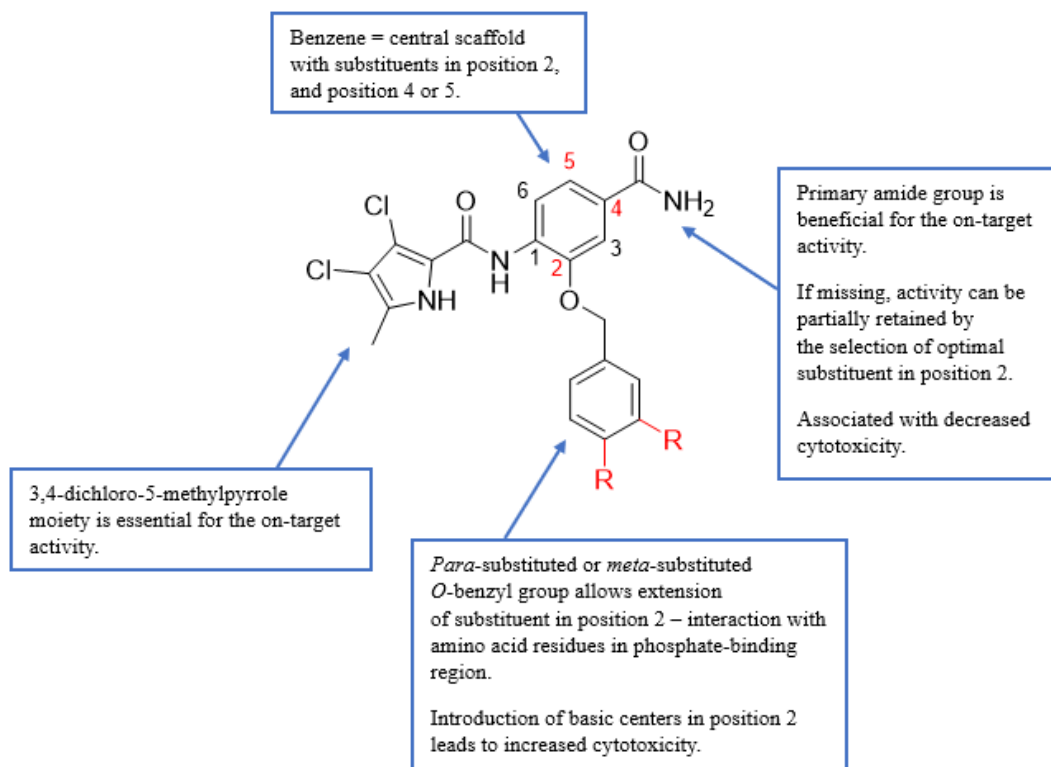 Benzene = central scaffold
with substituents in position 2,
and position 4 or 5.
O
5
6
NH2
4
Cl
O
3
Cl
N
H
1
2
NH
O
R
R
Primary amide group is
beneficial for the on-target
activity.
If missing, activity can be
partially retained by
the selection of optimal
substituent in position 2.
Associated with decreased
cytotoxicity.
3,4-dichloro-5-methylpyrrole
moiety is essential for the on-target
activity.
Para-substituted or meta-substituted
O-benzyl group allows extension
of substituent in position 2 – interaction with
amino acid residues in phosphate-binding
region.
Introduction of basic centers in position 2
leads to increased cytotoxicity.